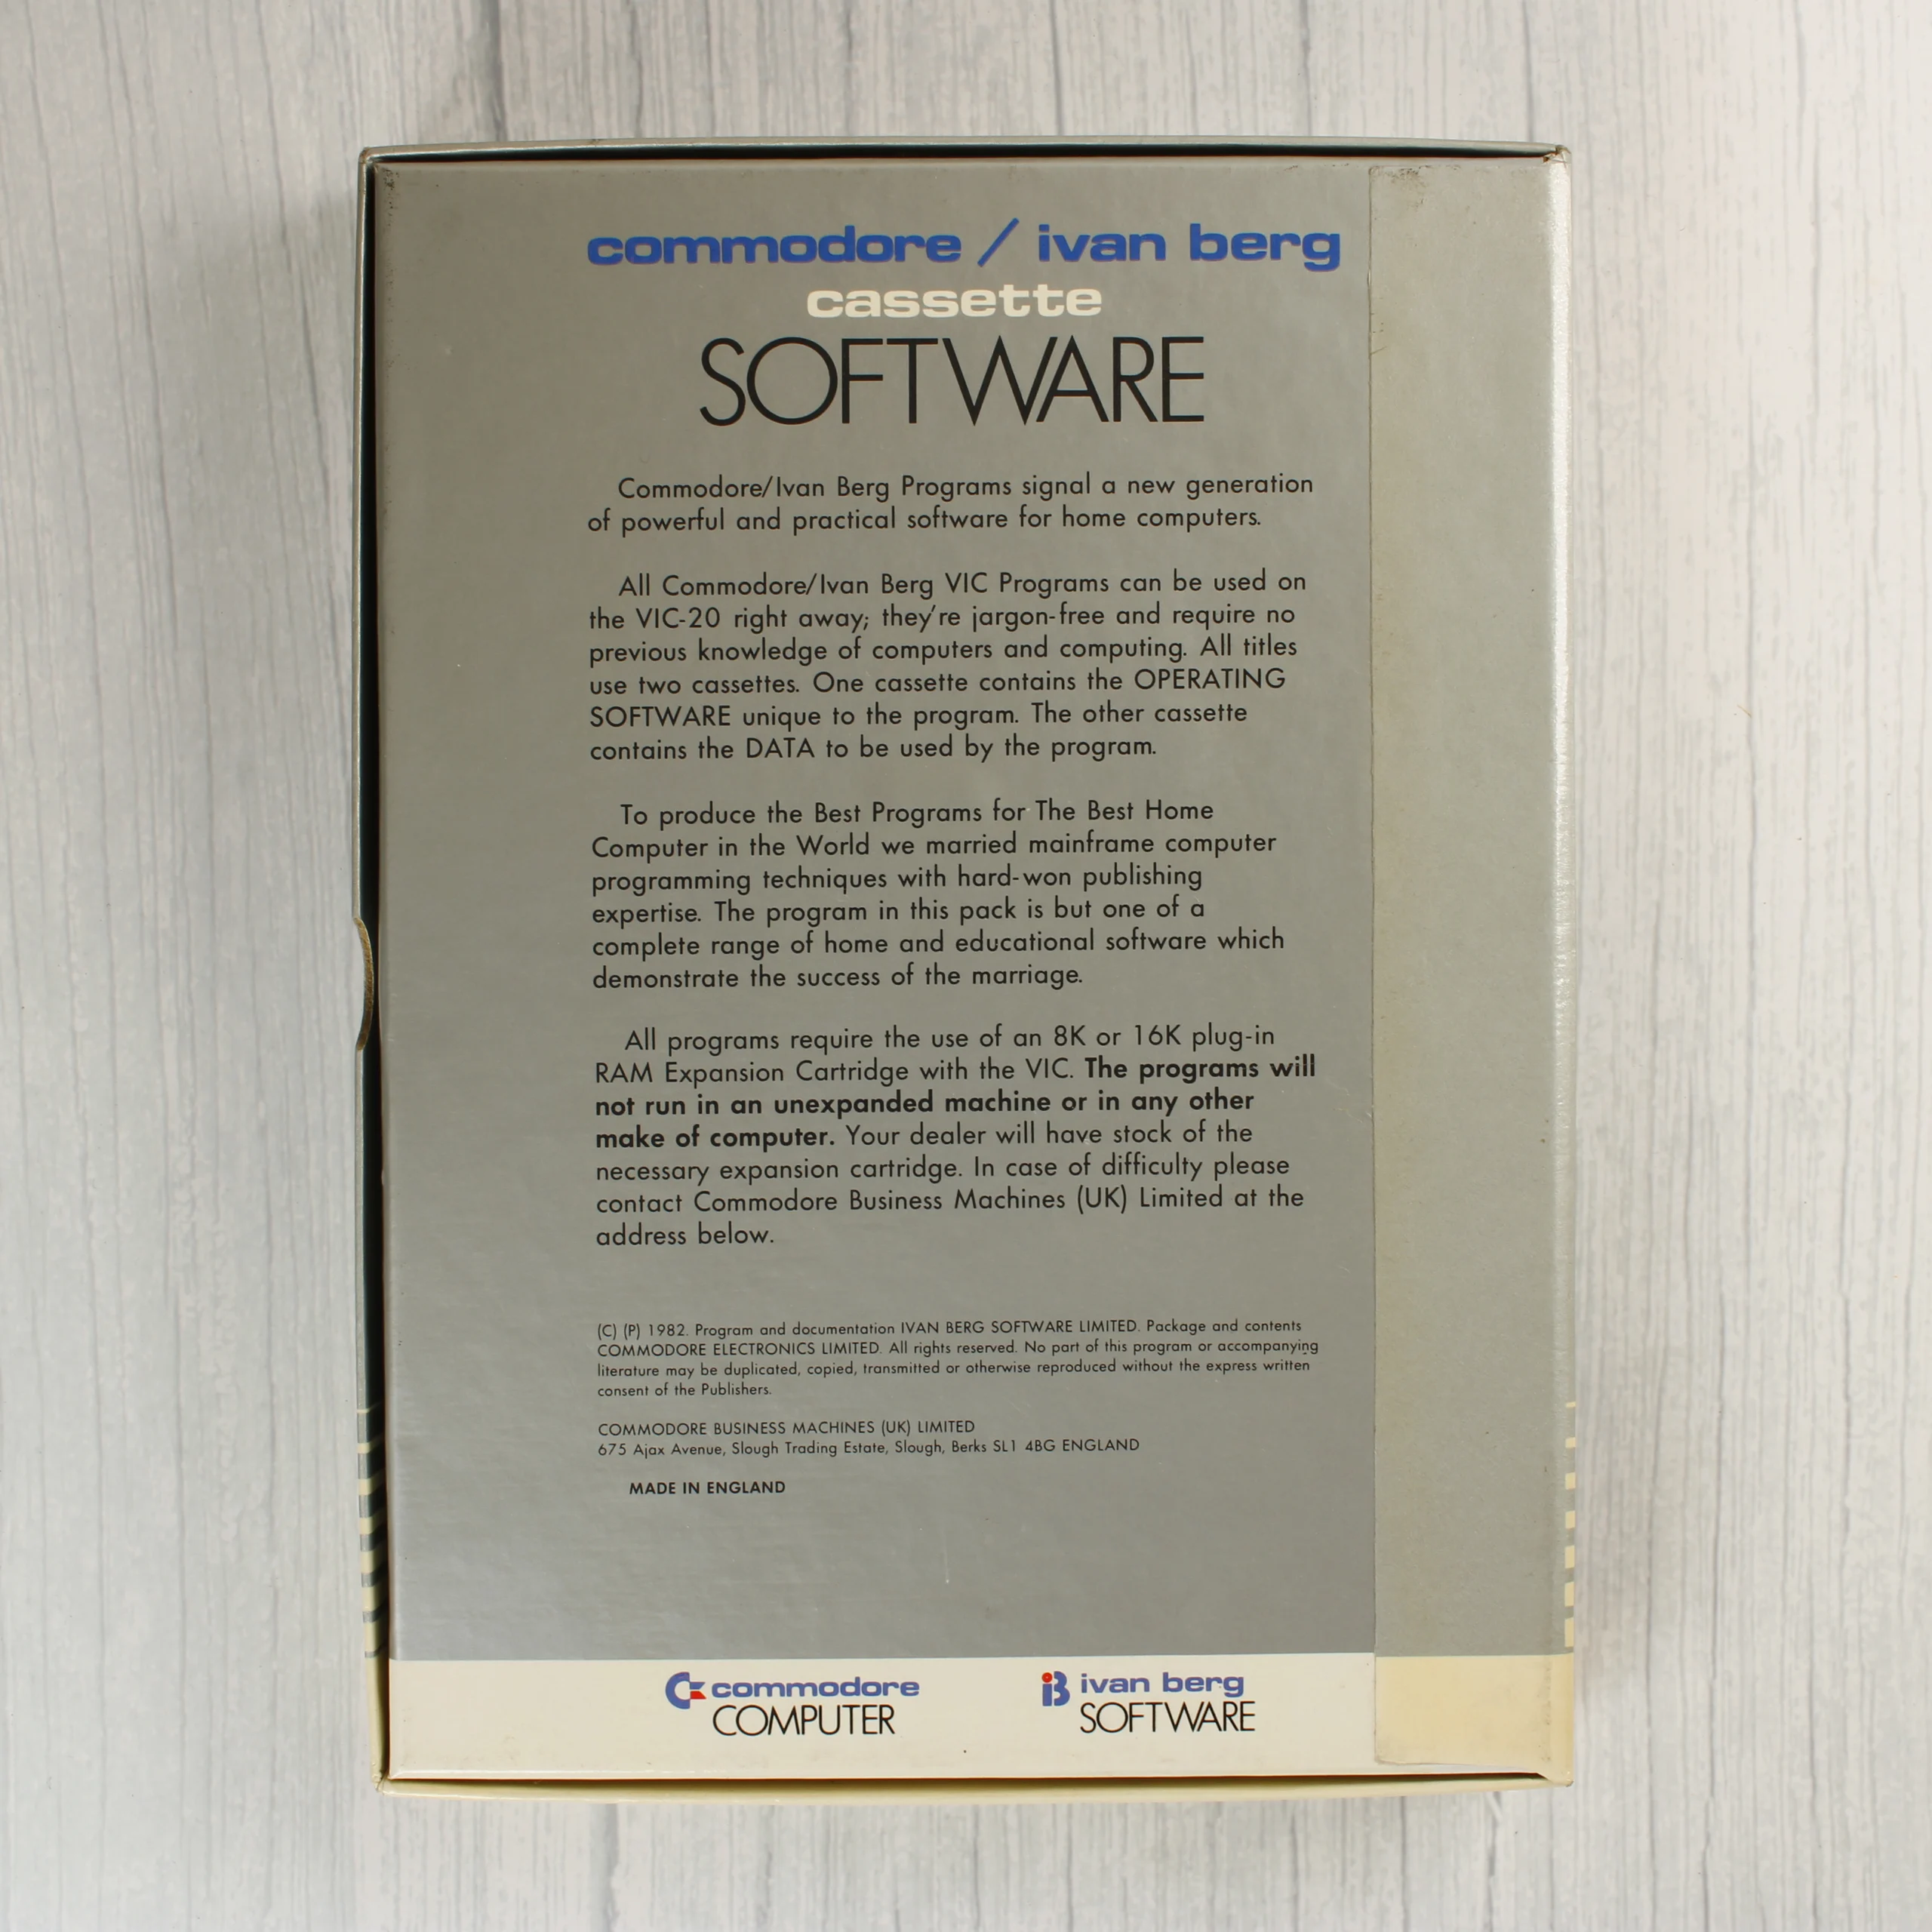 commodore / ivan berg
cassette
SOFTWARE
Commodore/Ivan Berg Programs signal a new generation
of powerful and practical software for home computers.
All Commodore/Ivan Berg VIC Programs can be used on
the VIC-20 right away; they're jargon-free and require no
previous knowledge of computers and computing. All titles
use two cassettes. One cassette contains the OPERATING
SOFTWARE unique to the program. The other cassette
contains the DATA to be used by the program.
To produce the Best Programs for The Best Home
Computer in the World we married mainframe computer
programming techniques with hard-won publishing
expertise. The program in this pack is but one of a
complete range of home and educational software which
demonstrate the success of the marriage.
All programs require the use of an 8K or 16K plug-in
RAM Expansion Cartridge with the VIC. The programs will
not run in an unexpanded machine or in any other
make of computer. Your dealer will have stock of the
necessary expansion cartridge. In case of difficulty please
contact Commodore Business Machines (UK) Limited at the
address below.
(C) (P) 1982. Program and documentation IVAN BERG SOFTWARE LIMITED. Package and contents
COMMODORE ELECTRONICS LIMITED. All rights reserved. No part of this program or accompanying
literature may be duplicated, copied, transmitted or otherwise reproduced without the express written
consent of the Publishers.
COMMODORE BUSINESS MACHINES (UK) LIMITED
675 Ajax Avenue, Slough Trading Estate, Slough, Berks SL1 4BG ENGLAND
MADE IN ENGLAND
commodore
COMPUTER
ivan berg
SOFTWARE